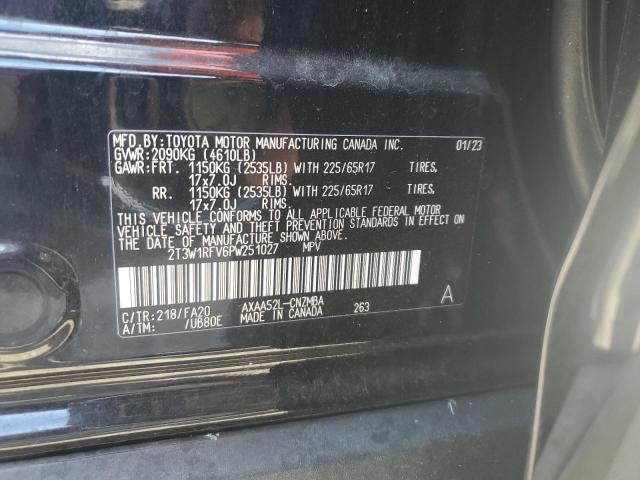 MFD.BY:TOYOTA MOTOR MANUFACTURING CANADA INC. 01/23
GVWR:2090KG (4610LB)
GAWR:FRT. 1150KG (2535LB) WITH 225/65R17 TIRES.
17x7.0J RIMS.
RR. 1150KG (2535LB) WITH 225/65R17 TIRES.
17x7.0J RIMS.
THIS VEHICLE CONFORMS TO ALL APPLICABLE FEDERAL MOTOR
VEHICLE SAFETY AND THEFT PREVENTION STANDARDS IN EFFECT
ON THE DATE OF MANUFACTURE SHOWN ABOVE.
2T3W1RFV6PW251027 MPV
C/TR:218/FA20 AXAA52L-CNZMBA 263 A
A/TM: /UB80E MADE IN CANADA